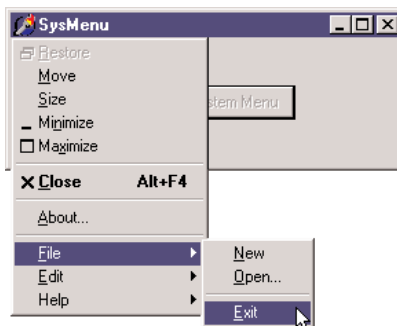 SysMenu
Restore
Move
Size
Minimize
Maximize
Close Alt+F4
About...
File
Edit
Help
stem Menu
New
Open...
Exit